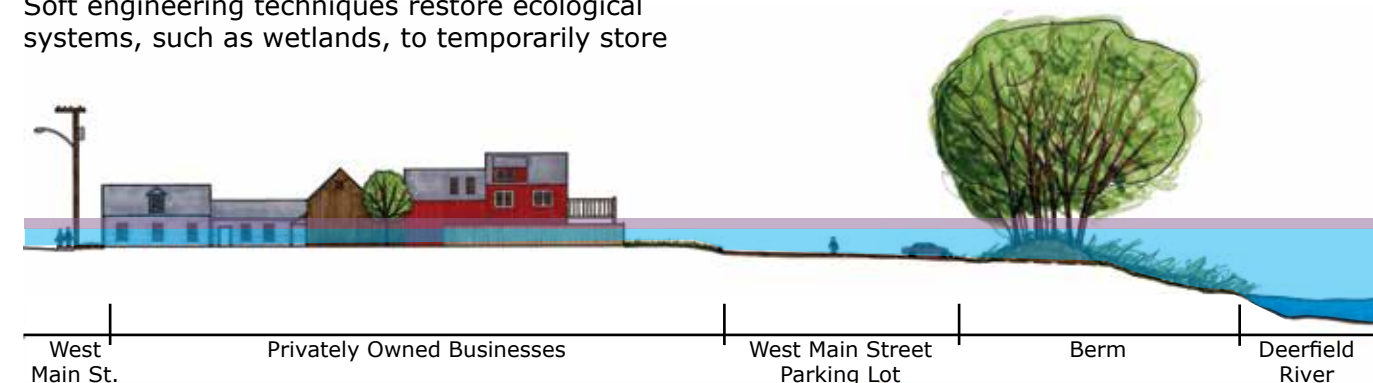 Soft engineering techniques restore ecological
systems, such as wetlands, to temporarily store
West
Main St.
Privately Owned Businesses
West Main Street
Parking Lot
Berm
Deerfield
River